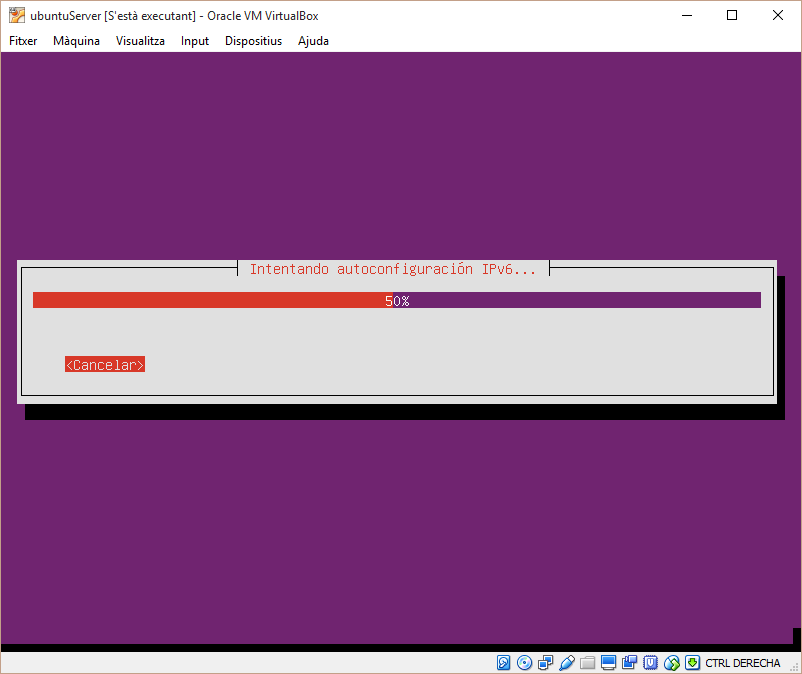 ubuntuServer [S'està executant] - Oracle VM VirtualBox
Fitxer Màquina Visualitza Input Dispositius Ajuda
Intentando autoconfiguración IPv6...
50%
<Cancelar>
CTRL DERECHA